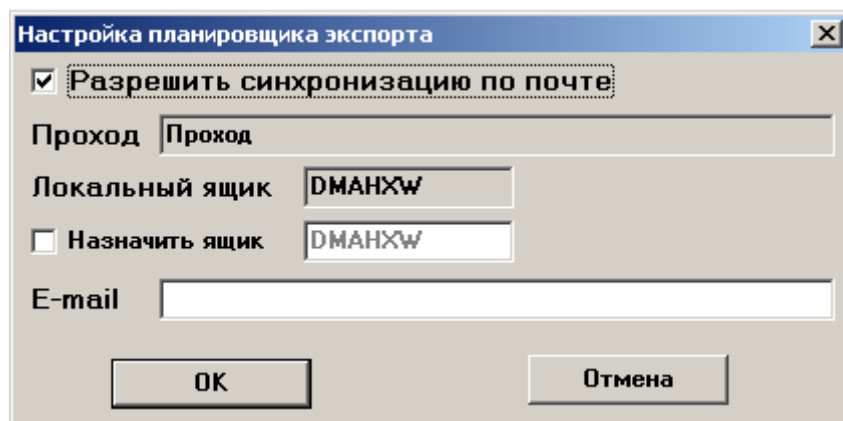 Настройка планировщика экспорта
Разрешить синхронизацию по почте
Проход Проход
Локальный ящик DMAHXW
Назначить ящик DMAHXW
E-mail
OK Отмена